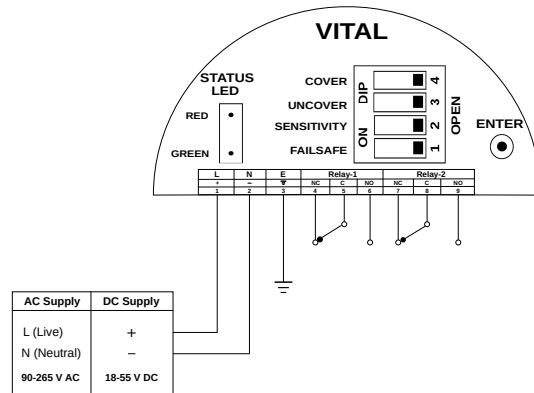 VITAL
STATUS
LED
RED
GREEN
COVER
UNCOVER
SENSITIVITY
FAILSAFE
ON DIP
4
3
2
1
OPEN
ENTER
L N E Relay-1 Relay-2
+ − NC C NO NC C NO
1 2 3 4 5 6 7 8 9
AC Supply DC Supply
L (Live) +
N (Neutral) −
90-265 V AC 18-55 V DC